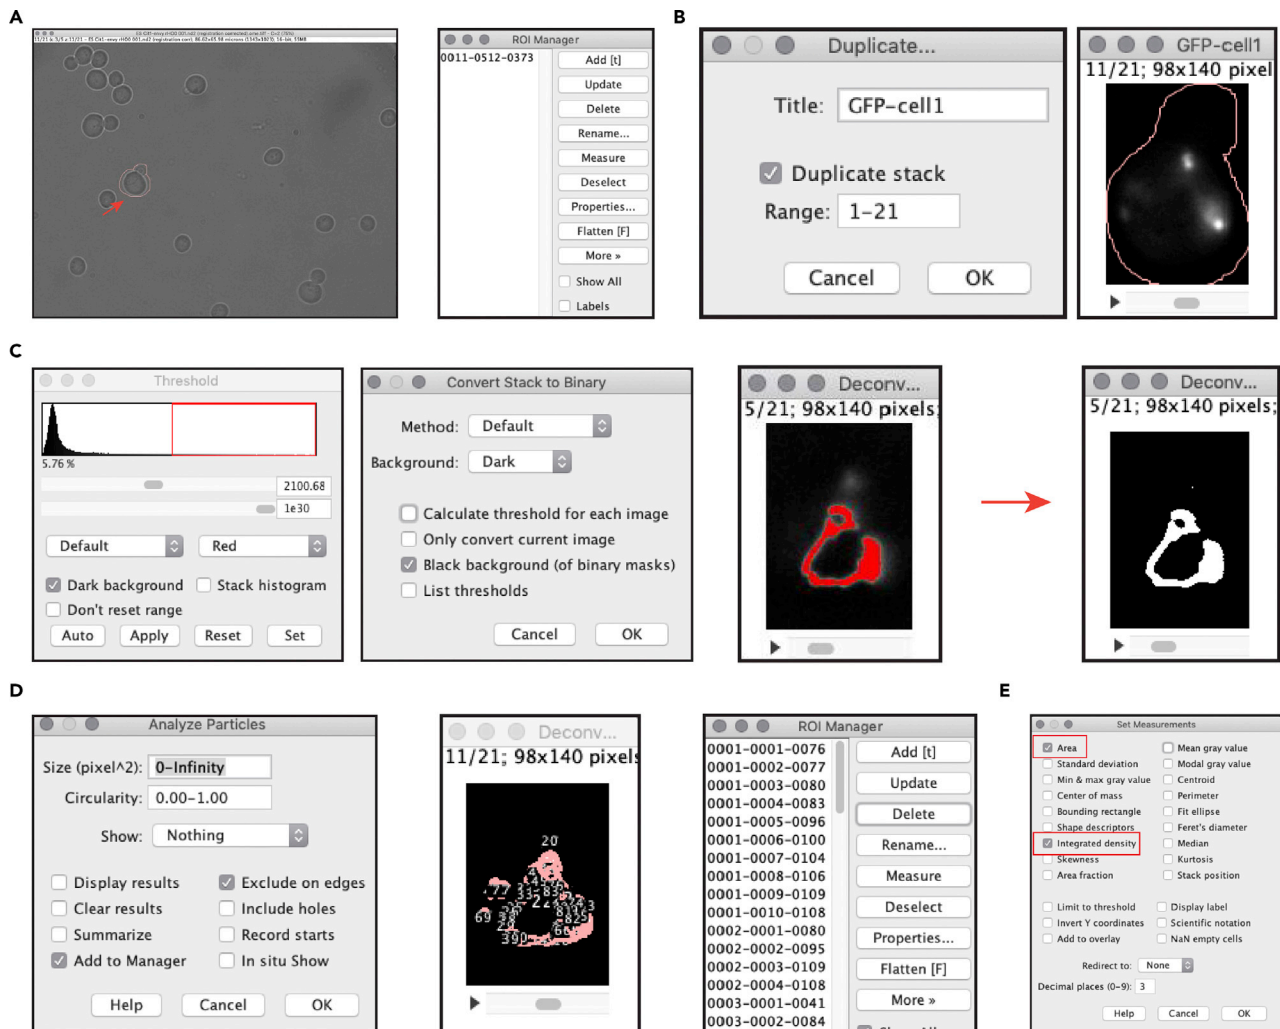 A
11/21; 98x140 pixel
ROI Manager
0011-0512-0373
Add [t]
Update
Delete
Rename...
Measure
Deselect
Properties...
Flatten [F]
More »
Show All
Labels
B
Duplicate...
Title: GFP-cell1
Duplicate stack
Range: 1-21
Cancel OK
GFP-cell1
C
Threshold
5.76 %
2100.68
1e30
Default Red
Dark background Stack histogram
Don't reset range
Auto Apply Reset Set
Convert Stack to Binary
Method: Default
Background: Dark
Calculate threshold for each image
Only convert current image
Black background (of binary masks)
List thresholds
Cancel OK
Deconv...
5/21; 98x140 pixels;
Deconv...
5/21; 98x140 pixels;
D
Analyze Particles
Size (pixel^2): 0-Infinity
Circularity: 0.00-1.00
Show: Nothing
Display results Exclude on edges
Clear results Include holes
Summarize Record starts
Add to Manager In situ Show
Help Cancel OK
Deconv...
11/21; 98x140 pixels
20
69
ROI Manager
0001-0001-0076
0001-0002-0077
0001-0003-0080
0001-0004-0083
0001-0005-0096
0001-0006-0100
0001-0007-0104
0001-0008-0106
0001-0009-0109
0001-0010-0108
0002-0001-0080
0002-0002-0095
0002-0003-0109
0002-0004-0108
0003-0001-0041
0003-0002-0084
Add [t]
Update
Delete
Rename...
Measure
Deselect
Properties...
Flatten [F]
More »
E
Set Measurements
Area Mean gray value
Standard deviation Modal gray value
Min & max gray value Centroid
Center of mass Perimeter
Bounding rectangle Fit ellipse
Shape descriptors Feret's diameter
Integrated density Median
Skewness Kurtosis
Area fraction Stack position
Limit to threshold Display label
Invert Y coordinates Scientific notation
Add to overlay NaN empty cells
Redirect to: None
Decimal places (0-9): 3
Help Cancel OK